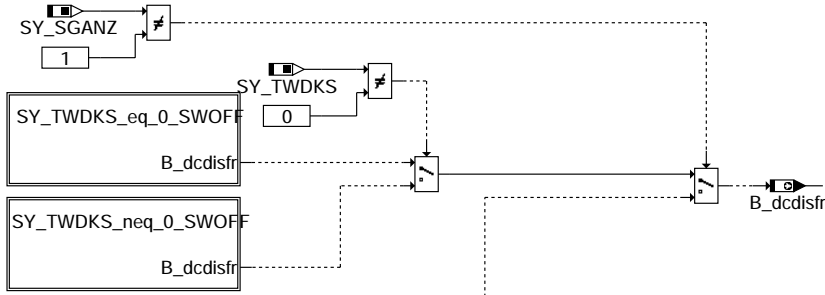 SY_SGANZ
1
SY_TWDKS
0
SY_TWDKS_eq_0_SWOFF
B_dcdisfr
SY_TWDKS_neq_0_SWOFF
B_dcdisfr
B_dcdisfr